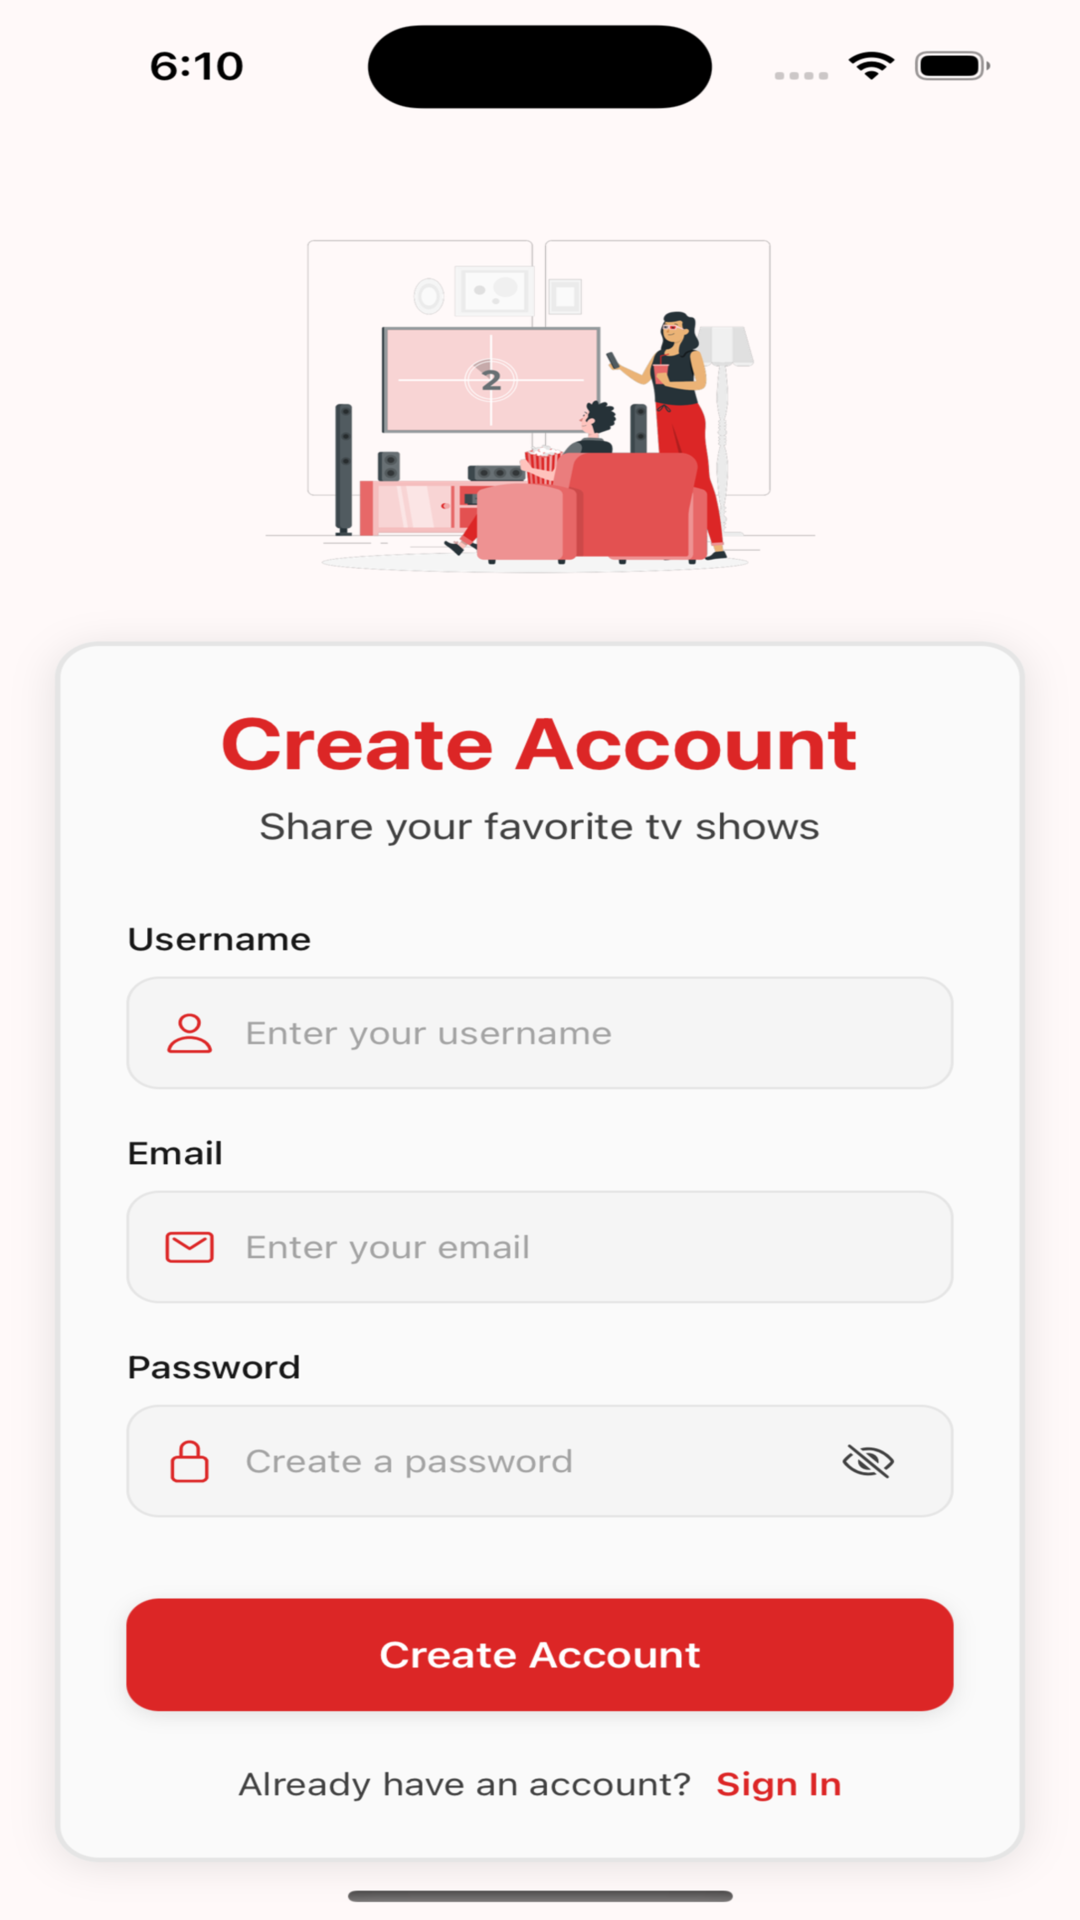 6:10
2
Create Account
Share your favorite tv shows
Username
Enter your username
Email
Enter your email
Password
Create a password
Create Account
Already have an account? Sign In